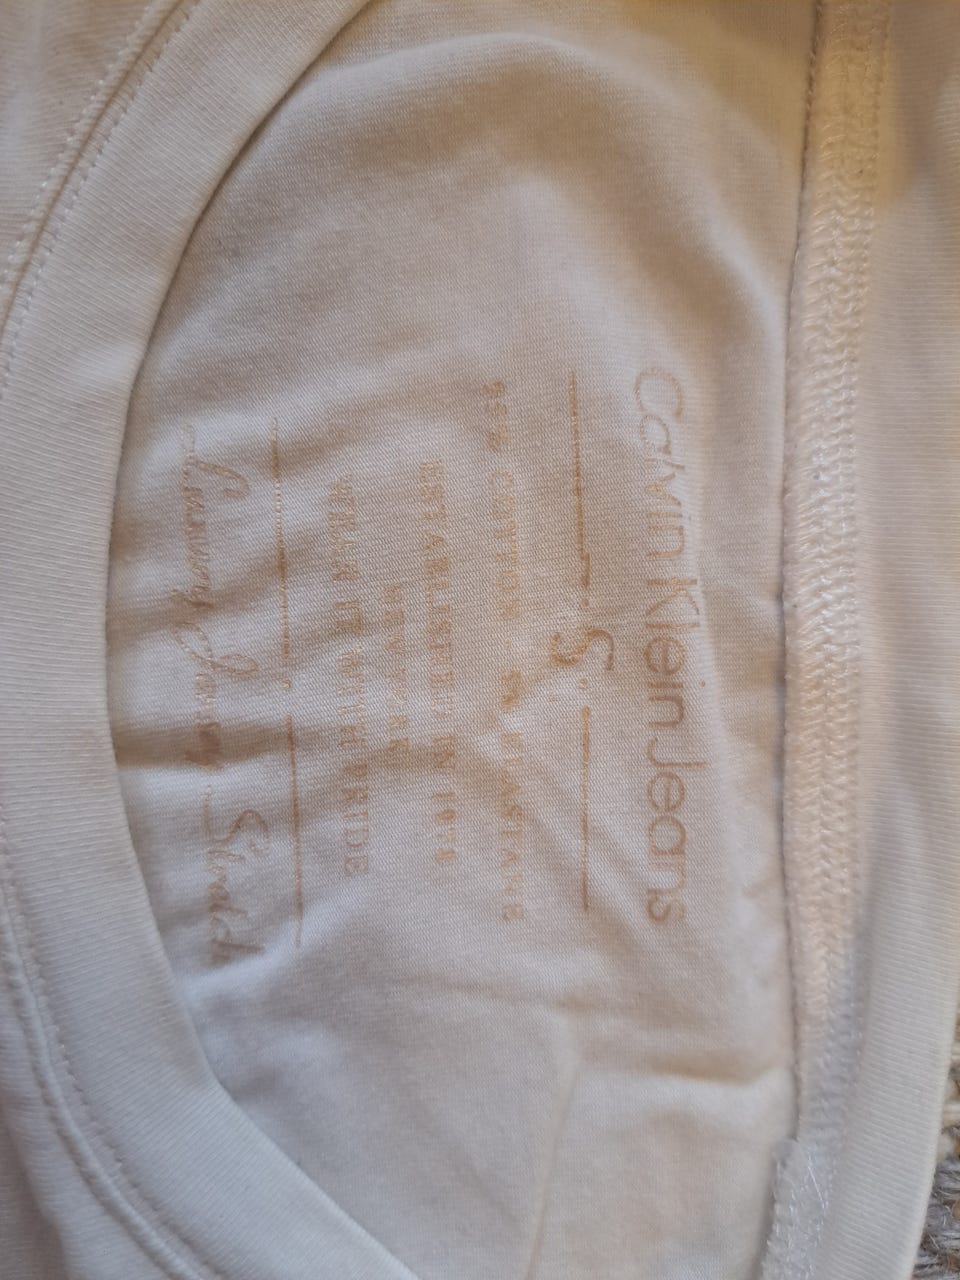 Calvin Klein Jeans
S
95% COTTON 5% ELASTANE
ESTABLISHED IN 1978
NEW YORK
WEAR IT WITH PRIDE
Luxury Jersey Stretch